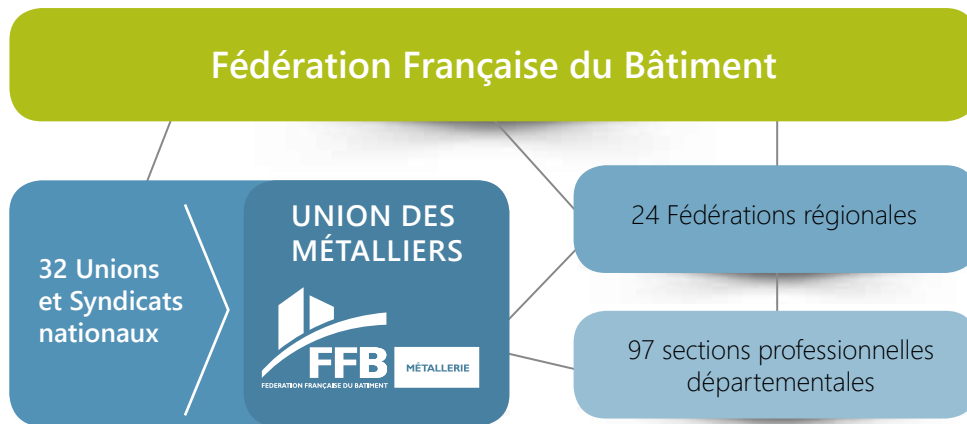 Fédération Française du Bâtiment
32 Unions
et Syndicats
nationaux
UNION DES
MÉTALLIERS
FFB
MÉTALLERIE
FEDERATION FRANÇAISE DU BATIMENT
24 Fédérations régionales
97 sections professionnelles
départementales